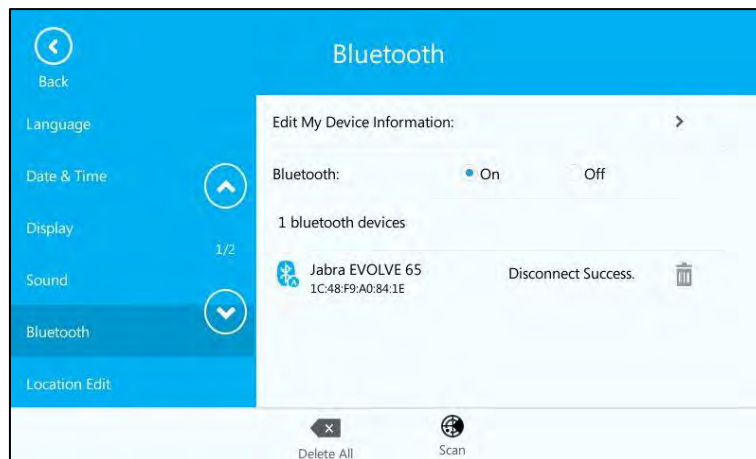 Bluetooth
Back
Language
Date & Time
Display
1/2
Sound
Bluetooth
Location Edit
Edit My Device Information:
Bluetooth: On Off
1 bluetooth devices
Jabra EVOLVE 65 Disconnect Success.
1C:48:F9:A0:84:1E
Delete All Scan